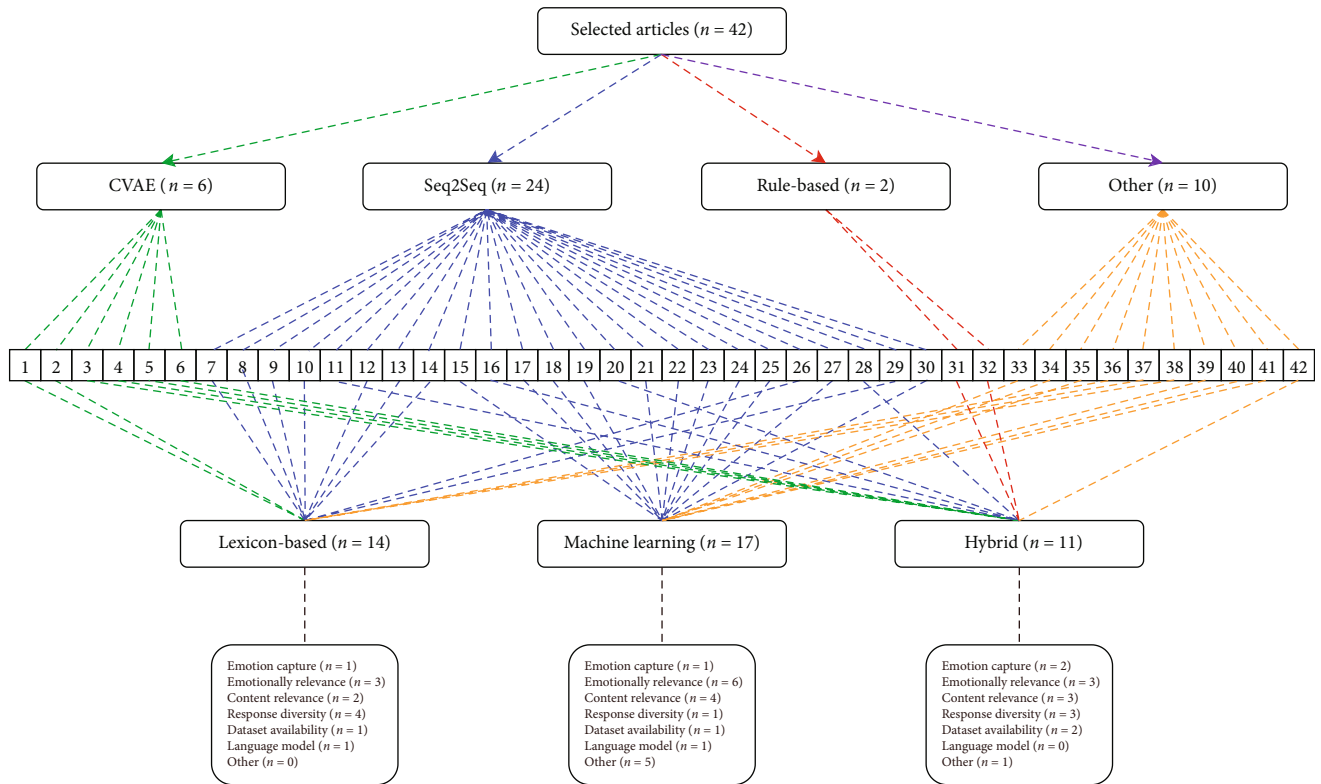 Selected articles (n = 42)
CVAE (n = 6)
Seq2Seq (n = 24)
Rule-based (n = 2)
Other (n = 10)
1 2 3 4 5 6 7 8 9 10 11 12 13 14 15 16 17 18 19 20 21 22 23 24 25 26 27 28 29 30 31 32 33 34 35 36 37 38 39 40 41 42
Lexicon-based (n = 14)
Machine learning (n = 17)
Hybrid (n = 11)
Emotion capture (n = 1)
Emotionally relevance (n = 3)
Content relevance (n = 2)
Response diversity (n = 4)
Dataset availability (n = 1)
Language model (n = 1)
Other (n = 0)
Emotion capture (n = 1)
Emotionally relevance (n = 6)
Content relevance (n = 4)
Response diversity (n = 1)
Dataset availability (n = 1)
Language model (n = 1)
Other (n = 5)
Emotion capture (n = 2)
Emotionally relevance (n = 3)
Content relevance (n = 3)
Response diversity (n = 3)
Dataset availability (n = 2)
Language model (n = 0)
Other (n = 1)